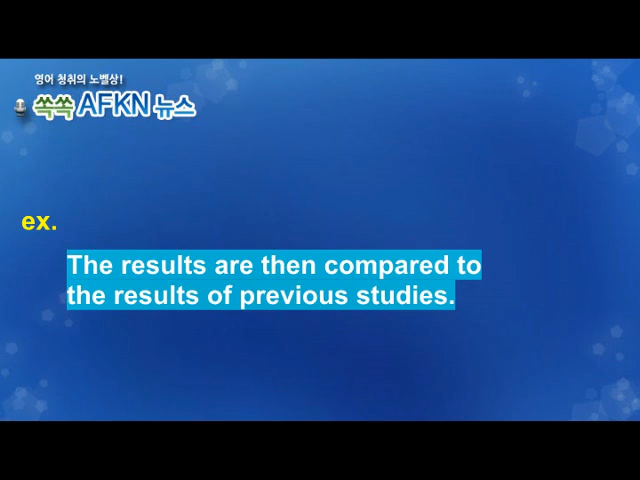 영어 청취의 노벨상!
쏙쏙 AFKN 뉴스
ex.
The results are then compared to
the results of previous studies.